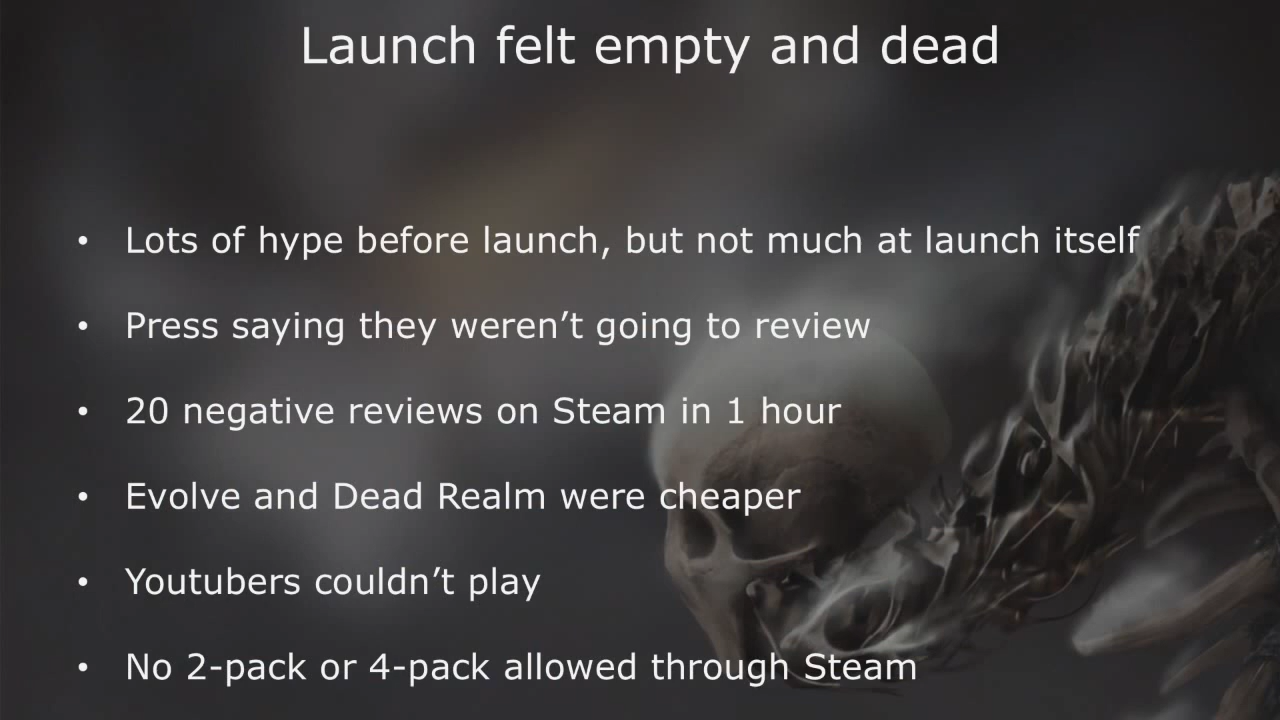 Launch felt empty and dead
• Lots of hype before launch, but not much at launch itself
• Press saying they weren’t going to review
• 20 negative reviews on Steam in 1 hour
• Evolve and Dead Realm were cheaper
• Youtubers couldn’t play
• No 2-pack or 4-pack allowed through Steam